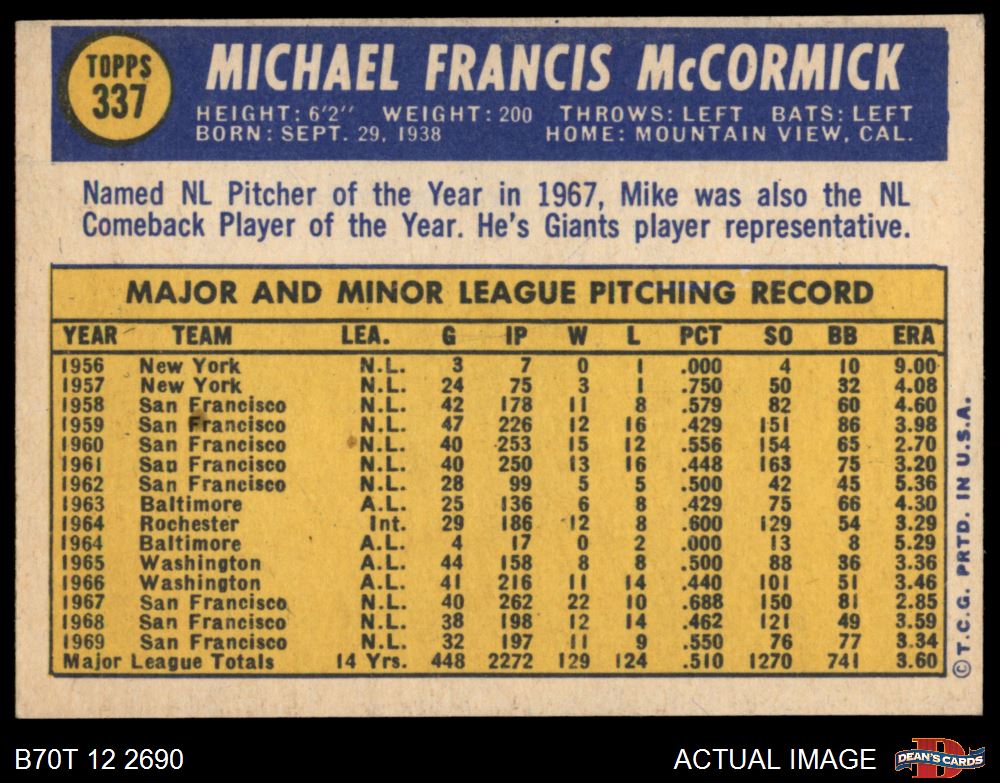 TOPPS
337
MICHAEL FRANCIS McCORMICK
HEIGHT: 6'2" WEIGHT: 200 THROWS: LEFT BATS: LEFT
BORN: SEPT. 29, 1938 HOME: MOUNTAIN VIEW, CAL.
Named NL Pitcher of the Year in 1967, Mike was also the NL
Comeback Player of the Year. He's Giants player representative.
MAJOR AND MINOR LEAGUE PITCHING RECORD
YEAR TEAM LEA. G IP W L PCT SO BB ERA
1956 New York N.L. 3 7 0 1 .000 4 10 9.00
1957 New York N.L. 24 75 3 1 .750 50 32 4.08
1958 San Francisco N.L. 42 178 11 8 .579 82 60 4.60
1959 San Francisco N.L. 47 226 12 16 .429 151 86 3.98
1960 San Francisco N.L. 40 253 15 12 .556 154 65 2.70
1961 San Francisco N.L. 40 250 13 16 .448 163 75 3.20
1962 San Francisco N.L. 28 99 5 5 .500 42 45 5.36
1963 Baltimore A.L. 25 136 6 8 .429 75 66 4.30
1964 Rochester Int. 29 186 12 8 .600 129 54 3.29
1964 Baltimore A.L. 4 17 0 2 .000 13 8 5.29
1965 Washington A.L. 44 158 8 8 .500 88 36 3.36
1966 Washington A.L. 41 216 11 14 .440 101 51 3.46
1967 San Francisco N.L. 40 262 22 10 .688 150 81 2.85
1968 San Francisco N.L. 38 198 12 14 .462 121 49 3.59
1969 San Francisco N.L. 32 197 11 9 .550 76 77 3.34
Major League Totals 14 Yrs. 448 2272 129 124 .510 1270 741 3.60
© T.C.G. PRTD. IN U.S.A.
B70T 12 2690
ACTUAL IMAGE
D
DEAN'S CARDS